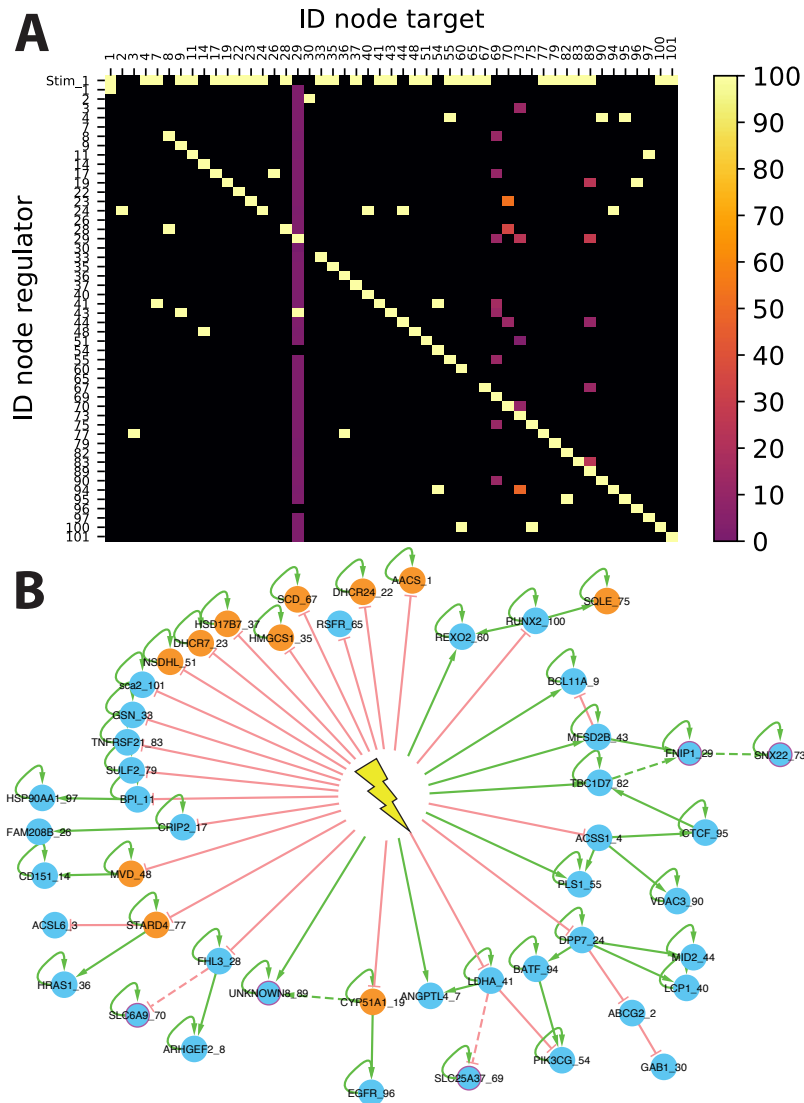 A
ID node target
1 2 3 4 5 7 8 9 11 14 17 19 22 23 24 26 28 29 30 33 35 36 37 40 41 43 44 48 51 54 55 60 65 67 69 70 73 75 77 79 82 83 89 90 94 95 96 97 100 101
ID node regulator
Stim_1
1
2
3
4
7
8
9
11
14
17
19
22
23
24
28
29
33
35
36
37
40
41
43
44
48
51
54
55
60
65
67
69
70
73
75
77
79
82
83
89
90
94
95
96
97
100
101
100
90
80
70
60
50
40
30
20
10
0
B
AACS_1
DHCR24_22
SCD_67
SQLE_75
HSD17B7_37
RSFR_65
RUNX2_100
HMGCS1_35
REXO2_60
DHCR7_23
NSDHL_51
BCL11A_9
sca2_101
GSN_33
MFSD2B_43
TNFRSF21_83
FNIP1_29
SNX22_73
SULF2_79
TBC1D7_82
HSP90AA1_97
BPI_11
CRIP2_17
FAM208B_26
CTCF_95
ACSS1_4
CD151_14
MVD_48
PLS1_55
VDAC3_90
ACSL6_3
STARD4_77
DPP7_24
FHL3_28
MID2_44
BATF_94
LDHA_41
HRAS1_36
UNKNOWN8_89
LCP1_40
CYP51A1_19
ANGPTL4_7
ABCG2_2
SLC6A9_70
ARHGEF2_8
PIK3CG_54
GAB1_30
SLC25A37_69
EGFR_96